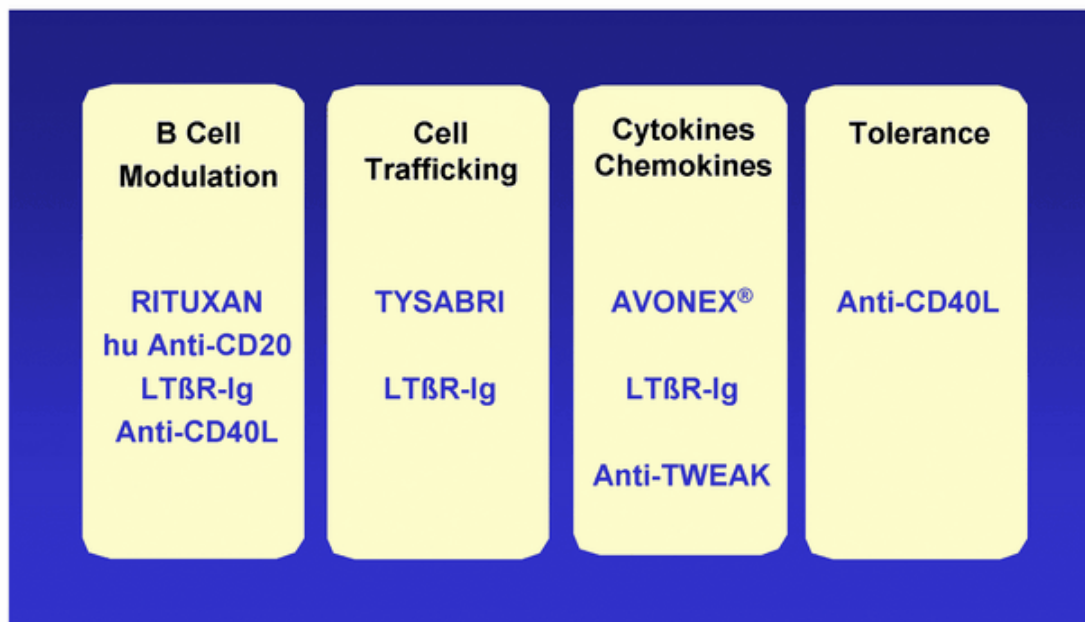 B Cell
Modulation
RITUXAN
hu Anti-CD20
LTßR-Ig
Anti-CD40L
Cell
Trafficking
TYSABRI
LTßR-Ig
Cytokines
Chemokines
AVONEX®
LTßR-Ig
Anti-TWEAK
Tolerance
Anti-CD40L